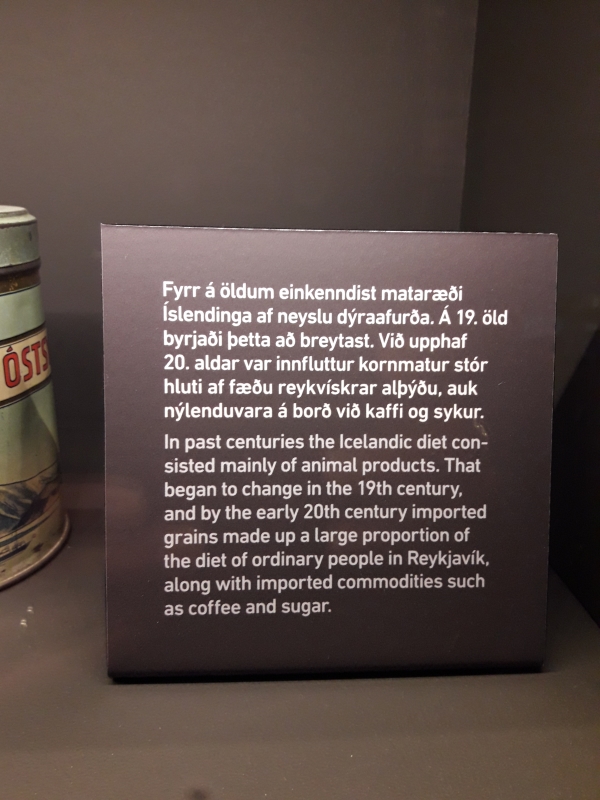 ÓSTS
Fyrr á öldum einkenndist mataræði
Íslendinga af neyslu dýraafurða. Á 19. öld
byrjaði þetta að breytast. Við upphaf
20. aldar var innfluttur kornmatur stór
hluti af fæðu reykvískrar alþýðu, auk
nýlenduvara á borð við kaffi og sykur.
In past centuries the Icelandic diet con-
sisted mainly of animal products. That
began to change in the 19th century,
and by the early 20th century imported
grains made up a large proportion of
the diet of ordinary people in Reykjavík,
along with imported commodities such
as coffee and sugar.